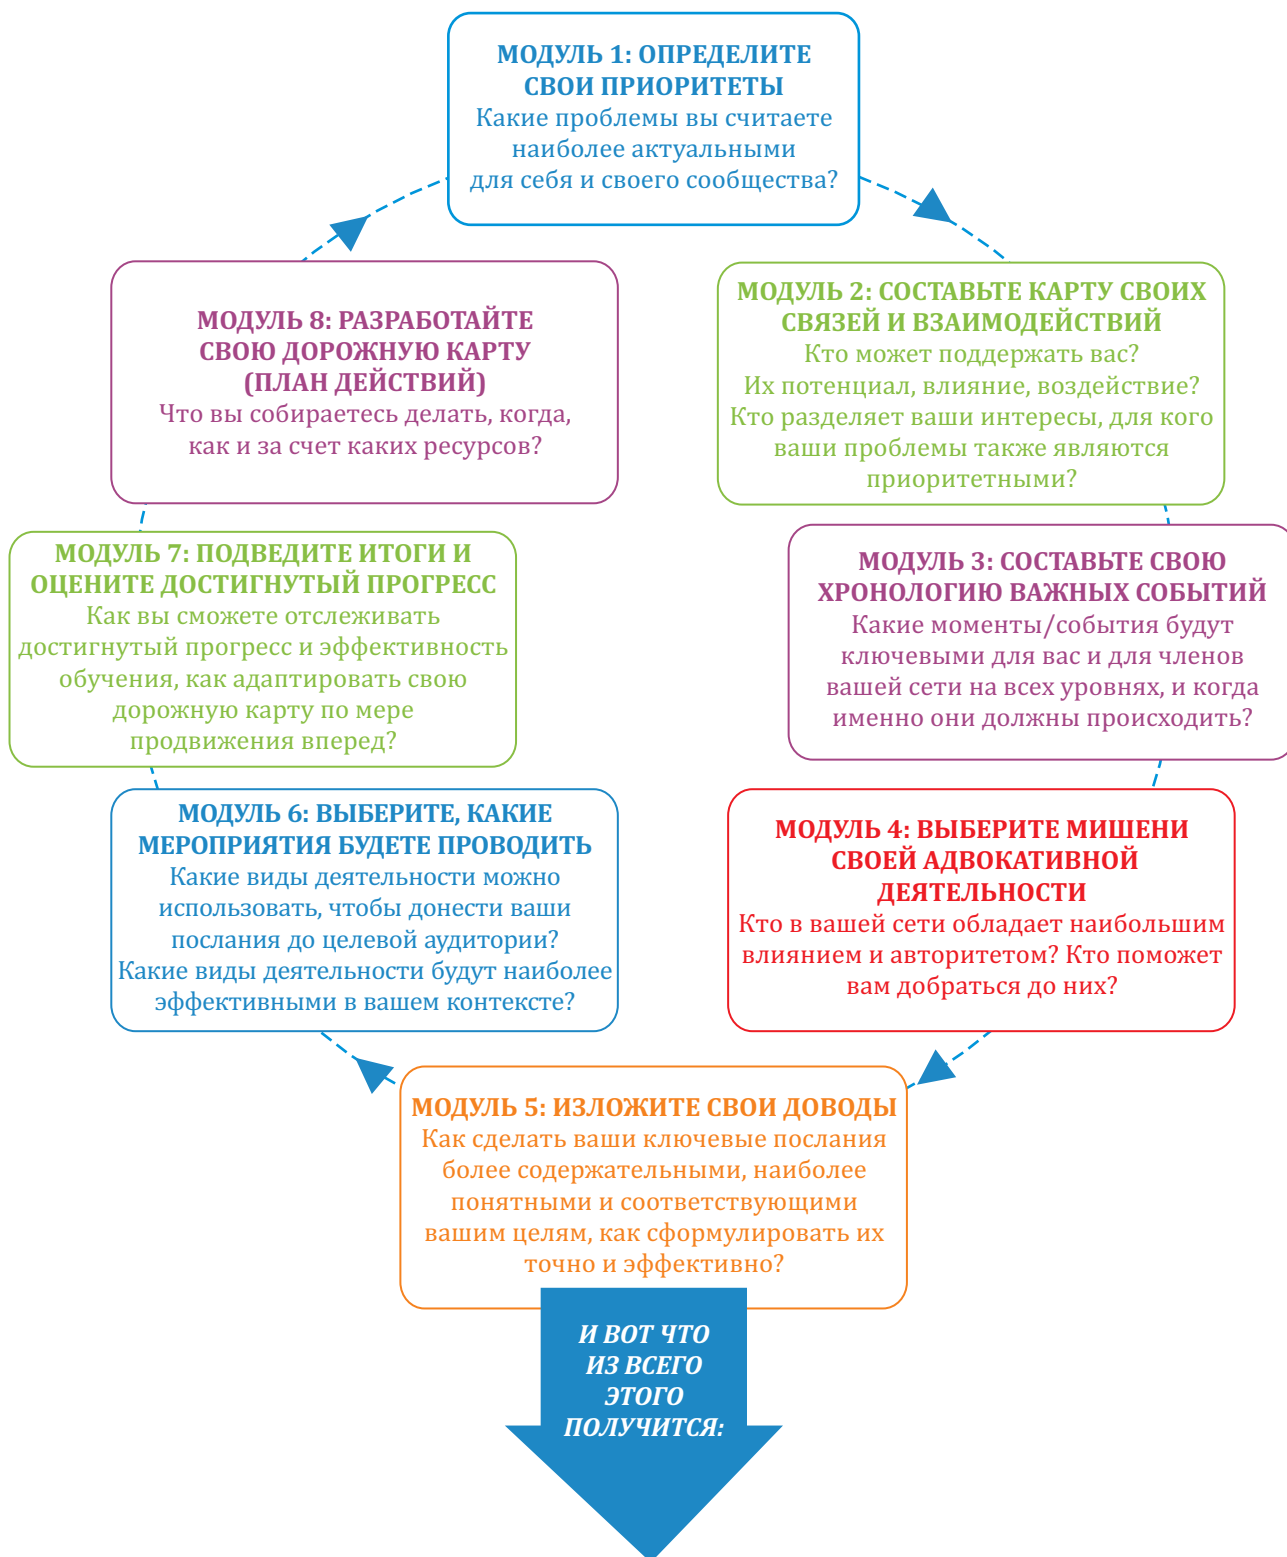 МОДУЛЬ 1: ОПРЕДЕЛИТЕ
СВОИ ПРИОРИТЕТЫ
Какие проблемы вы считаете
наиболее актуальными
для себя и своего сообщества?
МОДУЛЬ 2: СОСТАВЬТЕ КАРТУ СВОИХ
СВЯЗЕЙ И ВЗАИМОДЕЙСТВИЙ
Кто может поддержать вас?
Их потенциал, влияние, воздействие?
Кто разделяет ваши интересы, для кого
ваши проблемы также являются
приоритетными?
МОДУЛЬ 3: СОСТАВЬТЕ СВОЮ
ХРОНОЛОГИЮ ВАЖНЫХ СОБЫТИЙ
Какие моменты/события будут
ключевыми для вас и для членов
вашей сети на всех уровнях, и когда
именно они должны происходить?
МОДУЛЬ 4: ВЫБЕРИТЕ МИШЕНИ
СВОЕЙ АДВОКАТИВНОЙ
ДЕЯТЕЛЬНОСТИ
Кто в вашей сети обладает наибольшим
влиянием и авторитетом? Кто поможет
вам добраться до них?
МОДУЛЬ 5: ИЗЛОЖИТЕ СВОИ ДОВОДЫ
Как сделать ваши ключевые послания
более содержательными, наиболее
понятными и соответствующими
вашим целям, как сформулировать их
точно и эффективно?
МОДУЛЬ 6: ВЫБЕРИТЕ, КАКИЕ
МЕРОПРИЯТИЯ БУДЕТЕ ПРОВОДИТЬ
Какие виды деятельности можно
использовать, чтобы донести ваши
послания до целевой аудитории?
Какие виды деятельности будут наиболее
эффективными в вашем контексте?
МОДУЛЬ 7: ПОДВЕДИТЕ ИТОГИ И
ОЦЕНИТЕ ДОСТИГНУТЫЙ ПРОГРЕСС
Как вы сможете отслеживать
достигнутый прогресс и эффективность
обучения, как адаптировать свою
дорожную карту по мере
продвижения вперед?
МОДУЛЬ 8: РАЗРАБОТАЙТЕ
СВОЮ ДОРОЖНУЮ КАРТУ
(ПЛАН ДЕЙСТВИЙ)
Что вы собираетесь делать, когда,
как и за счет каких ресурсов?
И ВОТ ЧТО
ИЗ ВСЕГО
ЭТОГО
ПОЛУЧИТСЯ: